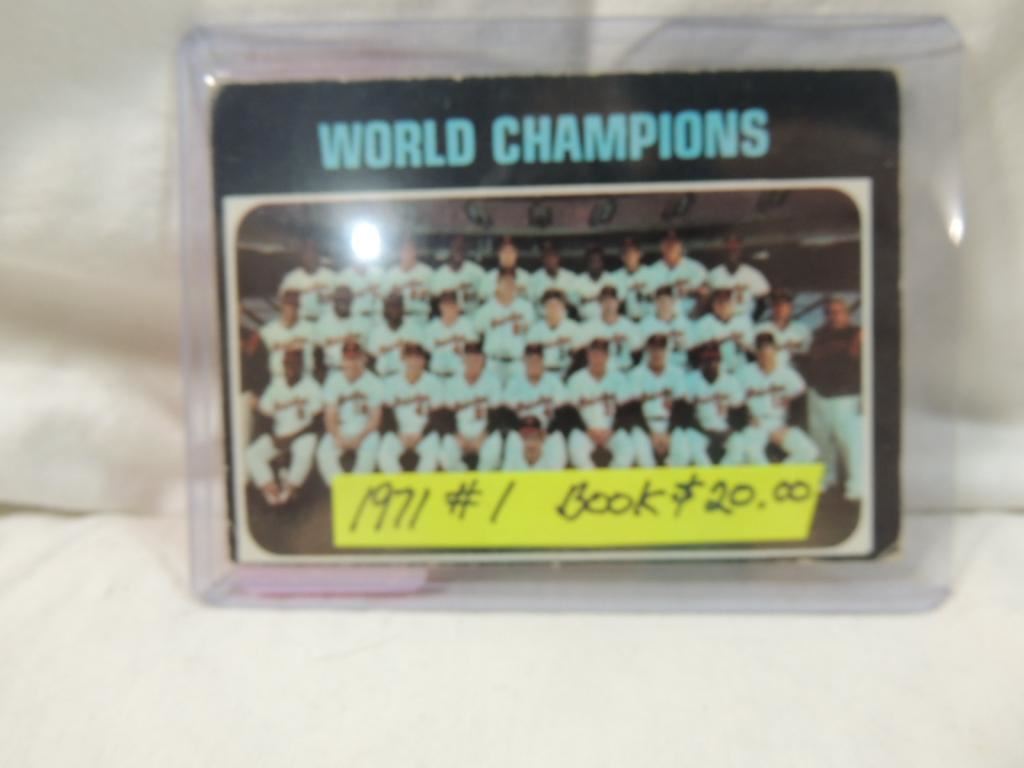 WORLD CHAMPIONS
1971 #1 Book $20.00